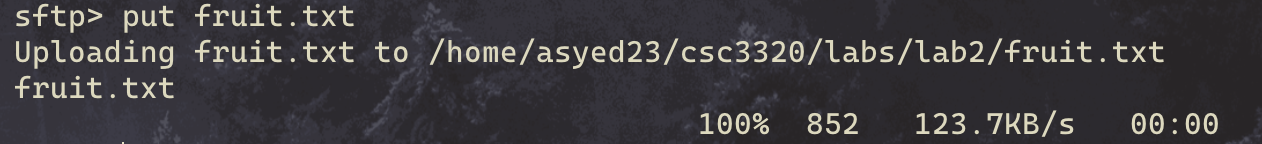 sftp> put fruit.txt
Uploading fruit.txt to /home/asyed23/csc3320/labs/lab2/fruit.txt
fruit.txt
100%  852   123.7KB/s   00:00